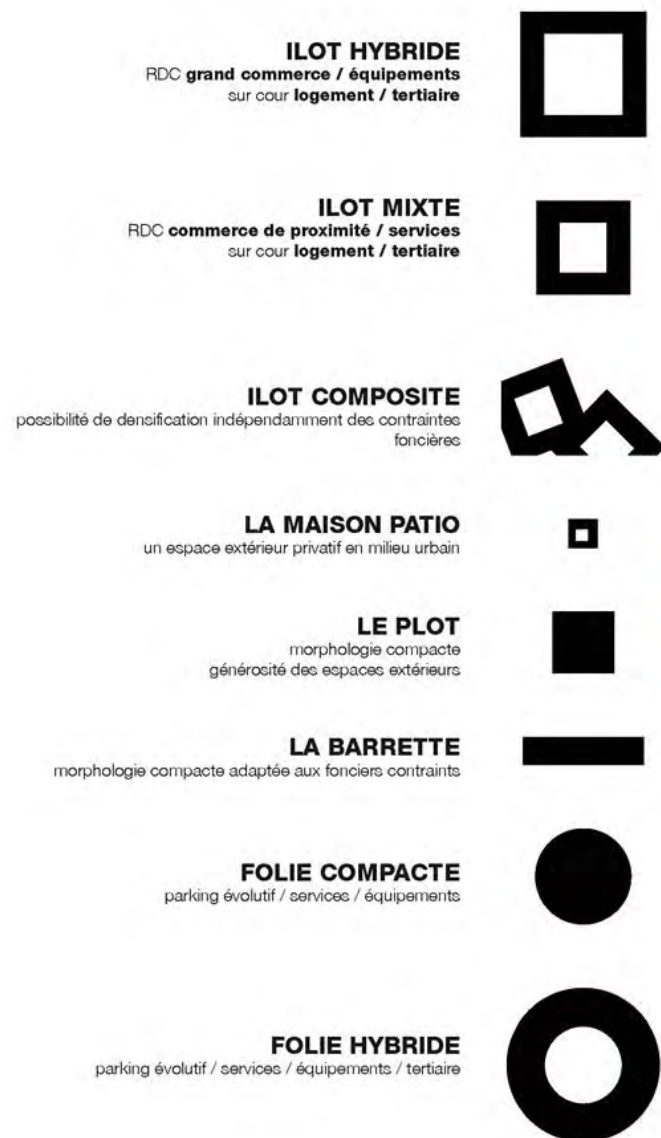 ILOT HYBRIDE
RDC grand commerce / équipements
sur cour logement / tertiaire
ILOT MIXTE
RDC commerce de proximité / services
sur cour logement / tertiaire
ILOT COMPOSITE
possibilité de densification indépendamment des contraintes
foncières
LA MAISON PATIO
un espace extérieur privatif en milieu urbain
LE PLOT
morphologie compacte
générosité des espaces extérieurs
LA BARRETTE
morphologie compacte adaptée aux fonciers contraints
FOLIE COMPACTE
parking évolutif / services / équipements
FOLIE HYBRIDE
parking évolutif / services / équipements / tertiaire